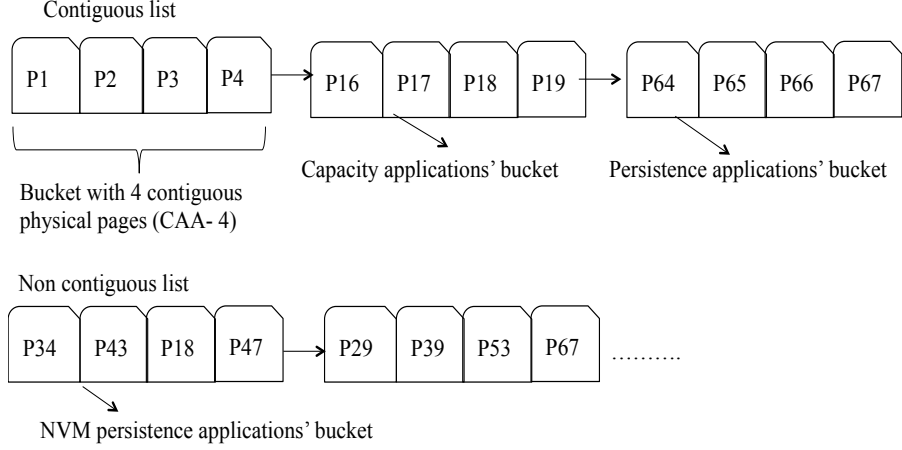 Contiguous list
P1 P2 P3 P4 P16 P17 P18 P19 P64 P65 P66 P67
Capacity applications’ bucket Persistence applications’ bucket
Bucket with 4 contiguous
physical pages (CAA- 4)
Non contiguous list
P34 P43 P18 P47 P29 P39 P53 P67 ..........
NVM persistence applications’ bucket